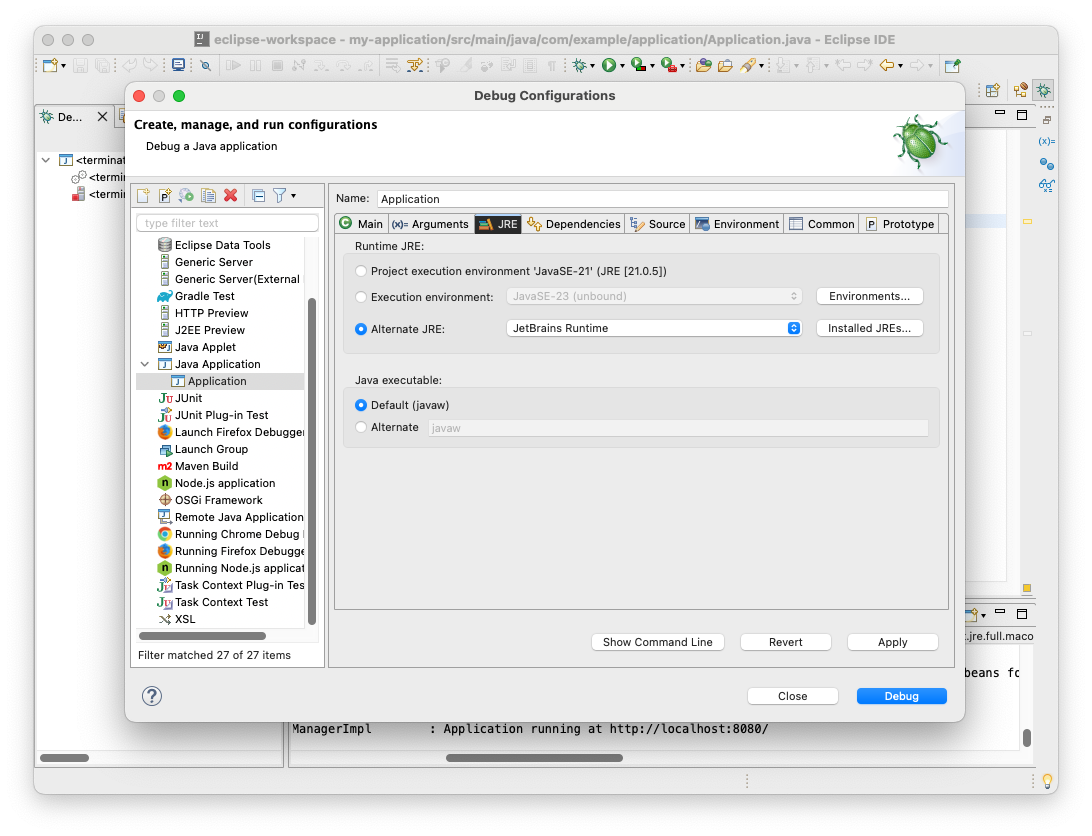 eclipse-workspace - my-application/src/main/java/com/example/application/Application.java - Eclipse IDE
De...
<terminat
<termi
<termin
Debug Configurations
Create, manage, and run configurations
Debug a Java application
type filter text
Eclipse Data Tools
Generic Server
Generic Server(External
Gradle Test
HTTP Preview
J2EE Preview
Java Applet
Java Application
Application
JUnit
JUnit Plug-in Test
Launch Firefox Debugger
Launch Group
Maven Build
Node.js application
OSGi Framework
Remote Java Application
Running Chrome Debug
Running Firefox Debugge
Running Node.js applicat
Task Context Plug-in Tes
Task Context Test
XSL
Filter matched 27 of 27 items
Name: Application
Main (x)= Arguments JRE Dependencies Source Environment Common P Prototype
Runtime JRE:
Project execution environment 'JavaSE-21' (JRE [21.0.5])
Execution environment: JavaSE-23 (unbound) Environments...
Alternate JRE: JetBrains Runtime Installed JREs...
Java executable:
Default (javaw)
Alternate javaw
Show Command Line Revert Apply
? Close Debug
(x)=
.jre.full.maco
beans fo
ManagerImpl : Application running at http://localhost:8080/